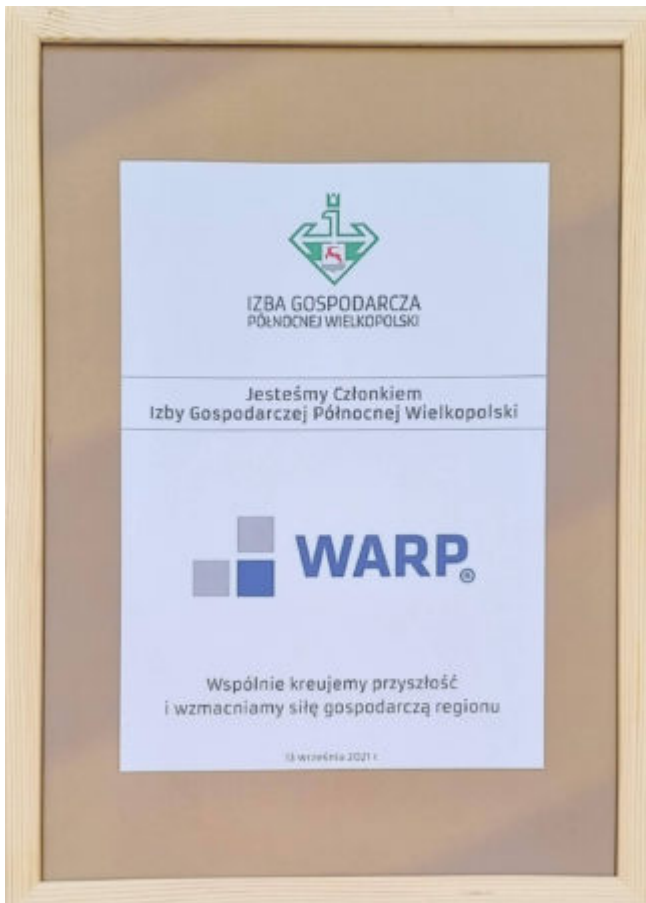 IZBA GOSPODARCZA
PÓŁNOCNEJ WIELKOPOLSKI
Jesteśmy Członkiem
Izby Gospodarczej Północnej Wielkopolski
WARP®
Wspólnie kreujemy przyszłość
i wzmacniamy siłę gospodarczą regionu
13 września 2021 r.